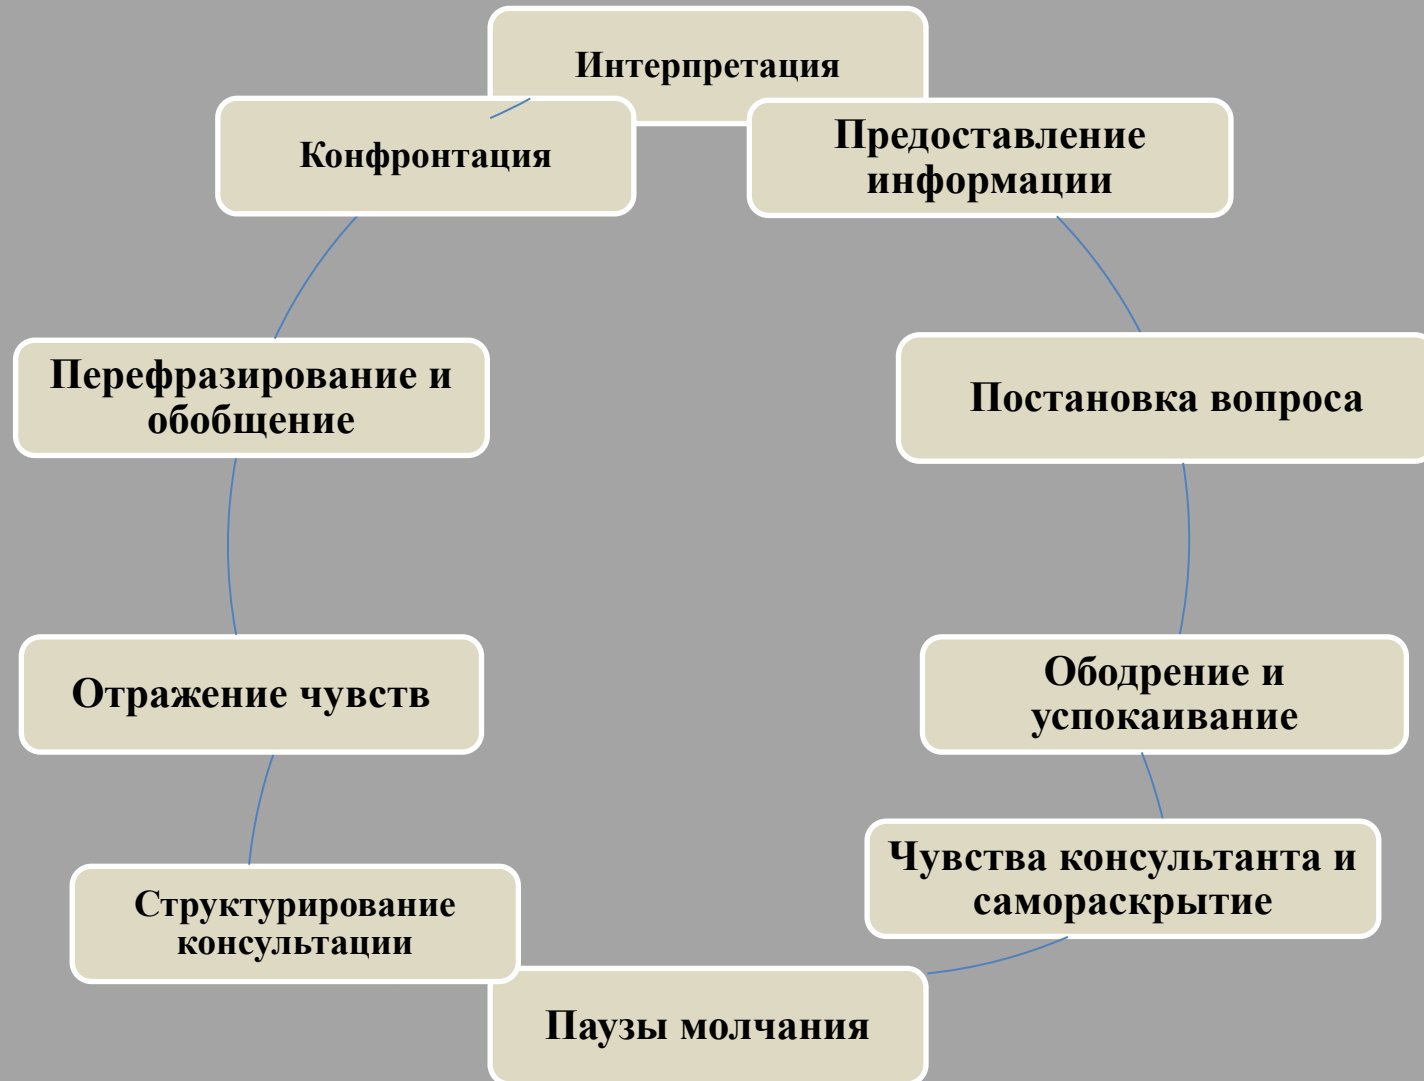 Интерпретация
Предоставление
информации
Постановка вопроса
Ободрение и
успокаивание
Чувства консультанта и
самораскрытие
Паузы молчания
Структурирование
консультации
Отражение чувств
Перефразирование и
обобщение
Конфронтация